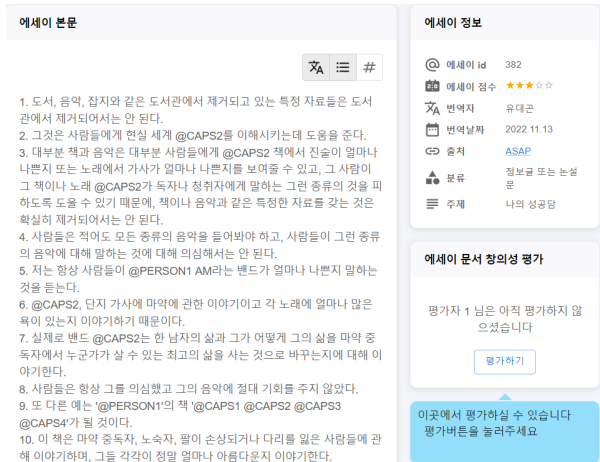 에세이 본문
1. 도서, 음악, 잡지와 같은 도서관에서 제거되고 있는 특정 자료들은 도서
관에서 제거되어서는 안 된다.
2. 그것은 사람들에게 현실 세계 @CAPS2를 이해시키는데 도움을 준다.
3. 대부분 책과 음악은 대부분 사람들에게 @CAPS2 책에서 진술이 얼마나
나쁜지 또는 노래에서 가사가 얼마나 나쁜지를 보여줄 수 있고, 그 사람이
그 책이나 노래 @CAPS2가 독자나 청취자에게 말하는 그런 종류의 것을 피
하도록 도울 수 있기 때문에, 책이나 음악과 같은 특정한 자료를 갖는 것은
확실히 제거되어서는 안 된다.
4. 사람들은 적어도 모든 종류의 음악을 들어봐야 하고, 사람들이 그런 종류
의 음악에 대해 말하는 것에 대해 의심해서는 안 된다.
5. 저는 항상 사람들이 @PERSON1 AM라는 밴드가 얼마나 나쁜지 말하는
것을 듣는다.
6. @CAPS2, 단지 가사에 마약에 관한 이야기이고 각 노래에 얼마나 많은
욕이 있는지 이야기하기 때문이다.
7. 실제로 밴드 @CAPS2는 한 남자의 삶과 그가 어떻게 그의 삶을 마약 중
독자에서 누군가가 살 수 있는 최고의 삶을 사는 것으로 바꾸는지에 대해 이
야기한다.
8. 사람들은 항상 그를 의심했고 그의 음악에 절대 기회를 주지 않았다.
9. 또 다른 예는 '@PERSON1'의 책 '@CAPS1 @CAPS2 @CAPS3
@CAPS4'가 될 것이다.
10. 이 책은 마약 중독자, 노숙자, 팔이 손상되거나 다리를 잃은 사람들에 관
해 이야기하며, 그들 각각이 정말 얼마나 아름다운지 이야기한다.
에세이 정보
에세이 id 382
에세이 점수
번역자 유대곤
번역날짜 2022.11.13
출처 ASAP
분류 정보글 또는 논설
문
주제 나의 성공담
에세이 문서 창의성 평가
평가자 1 님은 아직 평가하지 않
으셨습니다
평가하기
이곳에서 평가하실 수 있습니다
평가버튼을 눌러주세요